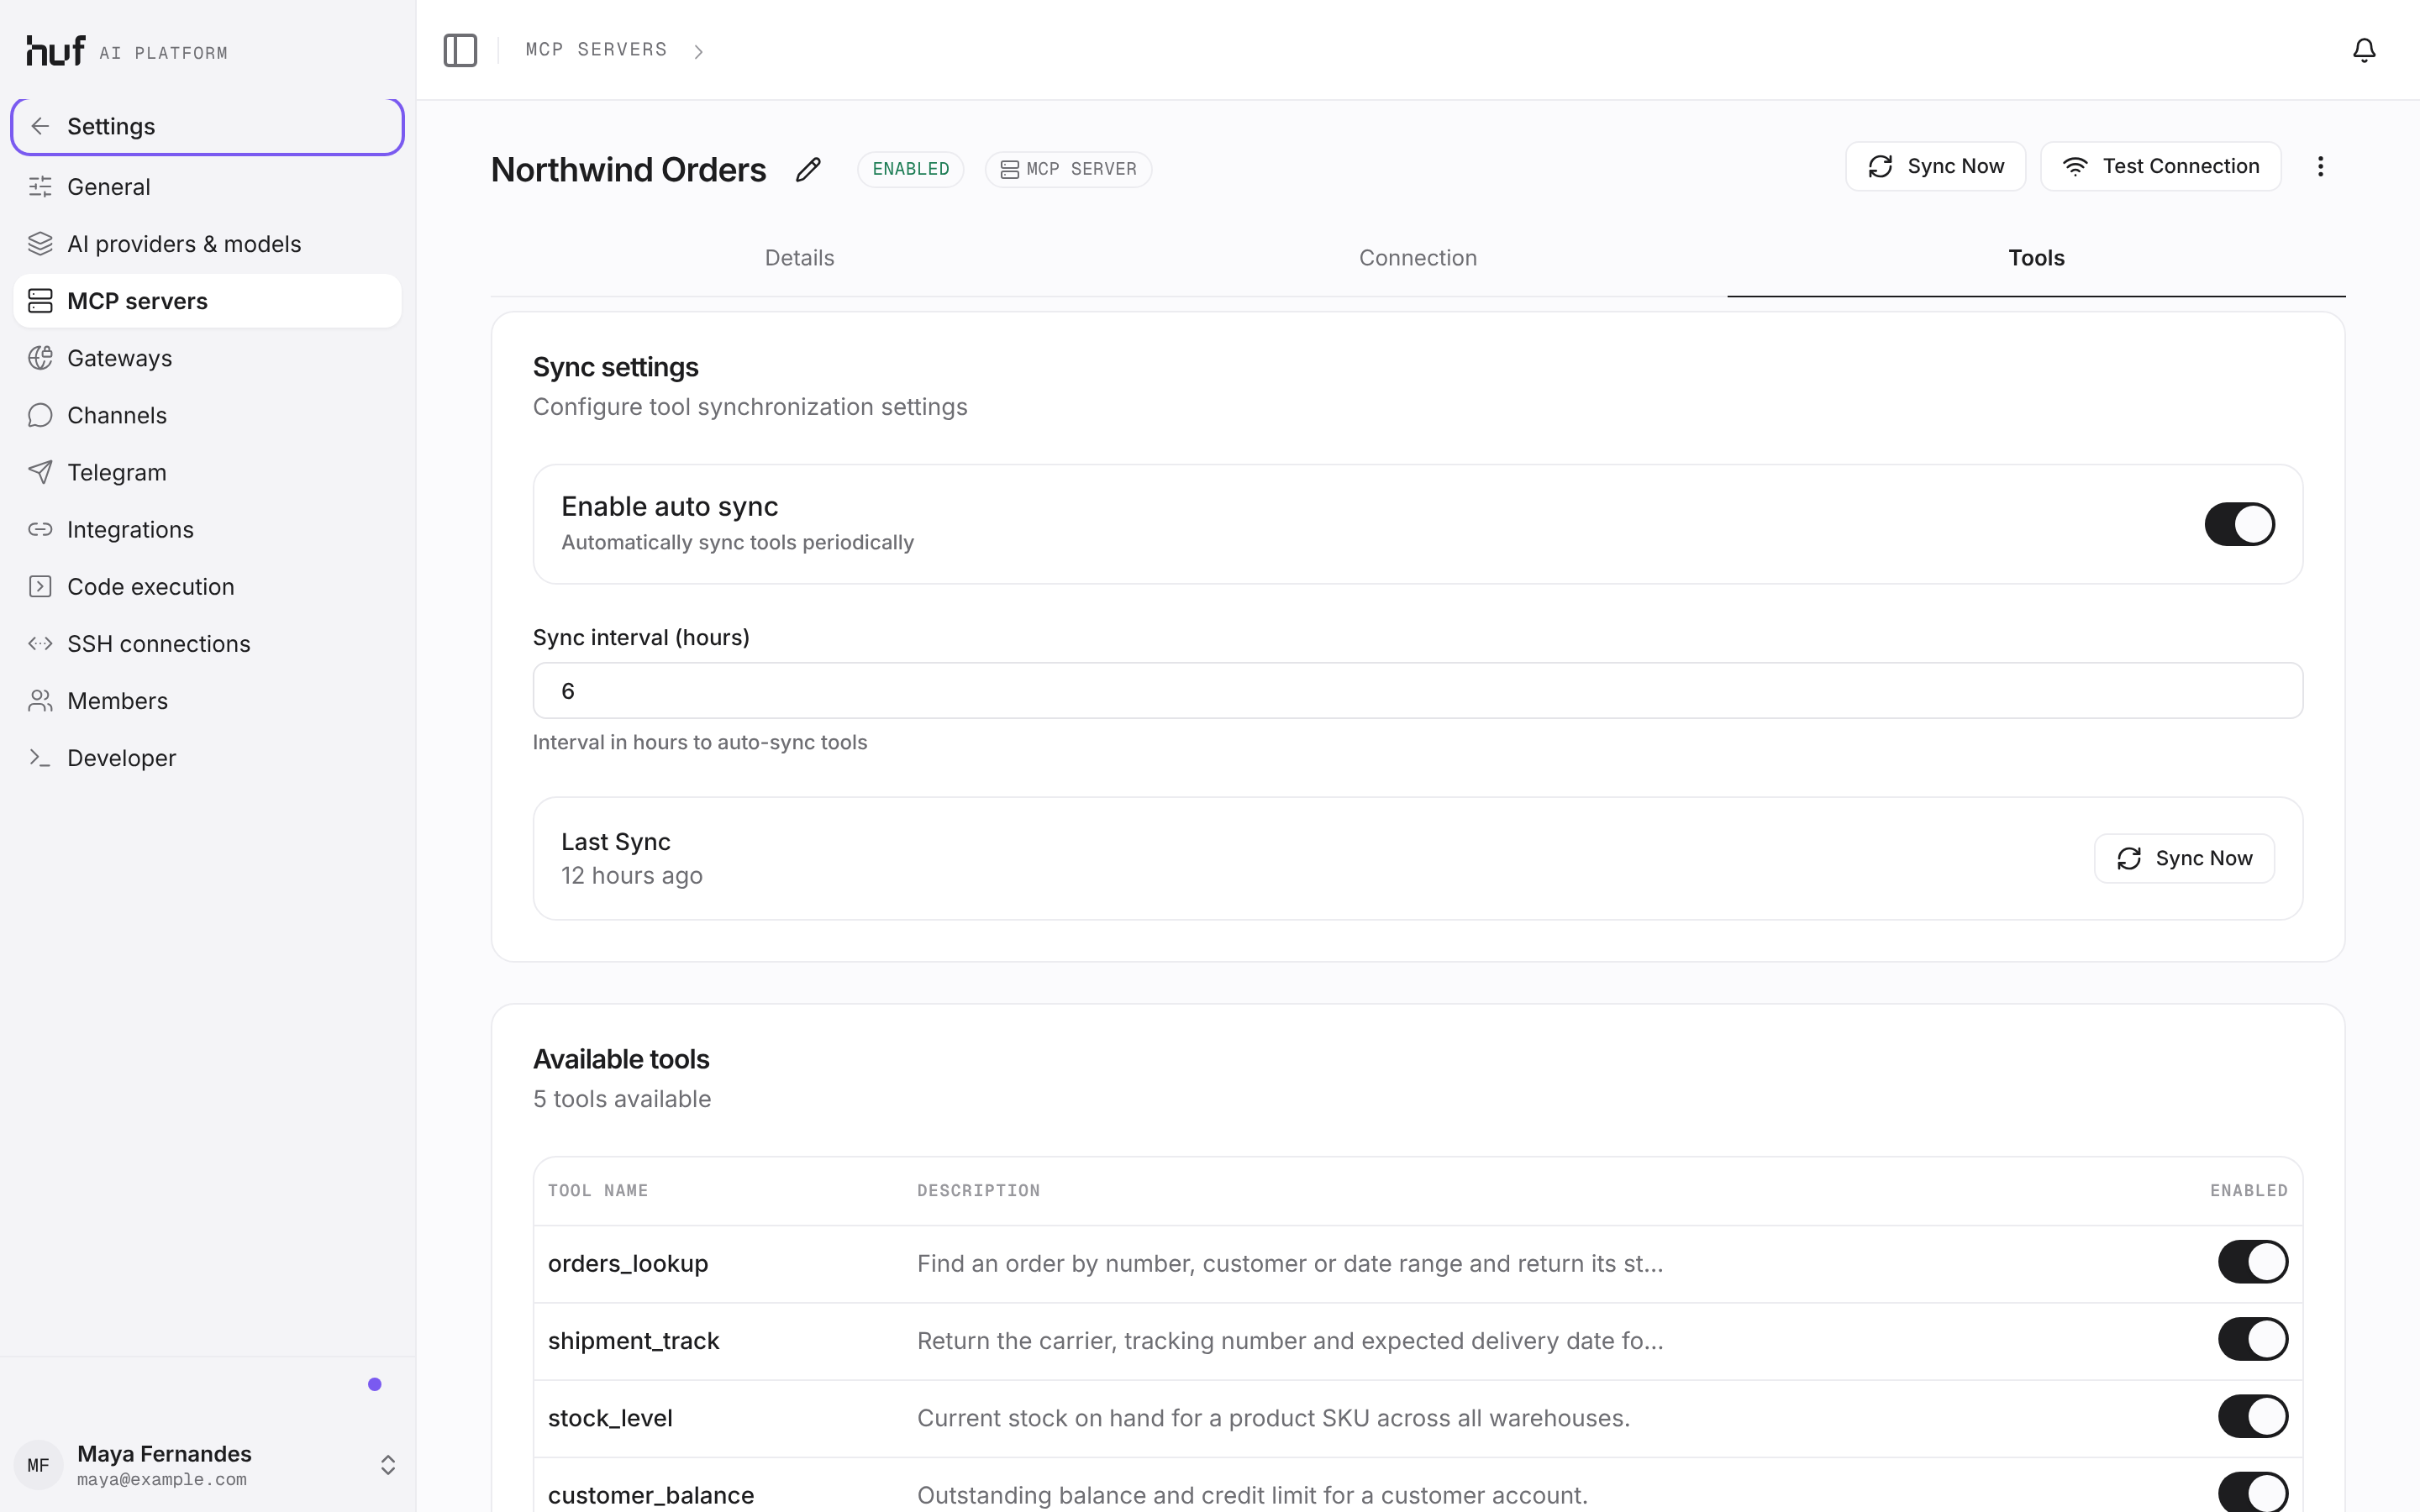 huf AI PLATFORM
Settings
General
AI providers & models
MCP servers
Gateways
Channels
Telegram
Integrations
Code execution
SSH connections
Members
Developer
MF
Maya Fernandes
maya@example.com
MCP SERVERS
Northwind Orders
ENABLED
MCP SERVER
Sync Now
Test Connection
Details
Connection
Tools
Sync settings
Configure tool synchronization settings
Enable auto sync
Automatically sync tools periodically
Sync interval (hours)
6
Interval in hours to auto-sync tools
Last Sync
12 hours ago
Sync Now
Available tools
5 tools available
TOOL NAME DESCRIPTION ENABLED
orders_lookup Find an order by number, customer or date range and return its st...
shipment_track Return the carrier, tracking number and expected delivery date fo...
stock_level Current stock on hand for a product SKU across all warehouses.
customer_balance Outstanding balance and credit limit for a customer account.